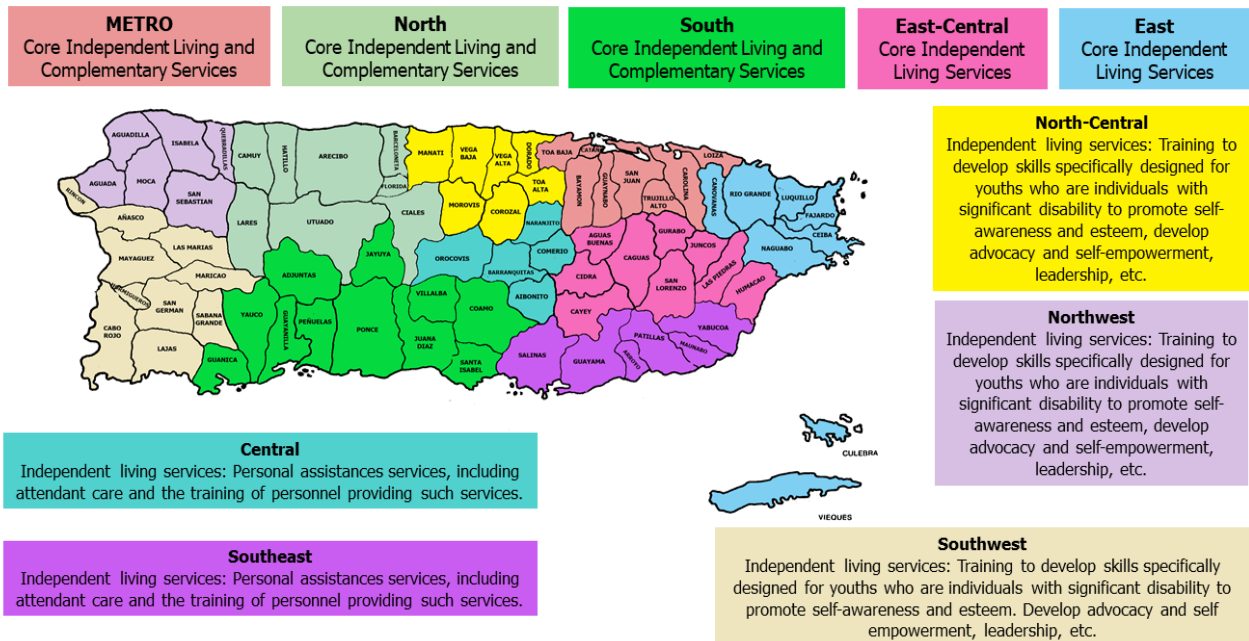 METRO
Core Independent Living and
Complementary Services
North
Core Independent Living and
Complementary Services
South
Core Independent Living and
Complementary Services
East-Central
Core Independent
Living Services
East
Core Independent
Living Services
North-Central
Independent living services: Training to
develop skills specifically designed for
youths who are individuals with
significant disability to promote self-
awareness and esteem, develop
advocacy and self-empowerment,
leadership, etc.
Northwest
Independent living services: Training to
develop skills specifically designed for
youths who are individuals with
significant disability to promote self-
awareness and esteem, develop
advocacy and self-empowerment,
leadership, etc.
AGUADILLA
ISABELA
QUEBRADILLAS
CAMUY
HATILLO
ARECIBO
BARCELONETA
MANATI
VEGA
BAJA
VEGA
ALTA
DORADO
TOA BAJA
CATAÑO
BAYAMON
GUAYNABO
SAN
JUAN
TRUJILLO
ALTO
CAROLINA
LOIZA
CANOVANAS
RIO GRANDE
LUQUILLO
FAJARDO
CEIBA
NAGUABO
AGUADA
MOCA
SAN
SEBASTIAN
RINCON
AÑASCO
LARES
UTUADO
FLORIDA
CIALES
MOROVIS
COROZAL
TOA
ALTA
NARANJITO
AGUAS
BUENAS
GURABO
CAGUAS
JUNCOS
LAS PIEDRAS
HUMACAO
SAN
LORENZO
CIDRA
CAYEY
MAYAGUEZ
LAS MARIAS
MARICAO
ADJUNTAS
JAYUYA
OROCOVIS
COMERIO
BARRANQUITAS
AIBONITO
HORMIGUEROS
SAN
GERMAN
SABANA
GRANDE
CABO
ROJO
LAJAS
YAUCO
GUANICA
GUAYANILLA
PEÑUELAS
PONCE
VILLALBA
JUANA
DIAZ
COAMO
SANTA
ISABEL
SALINAS
GUAYAMA
ARROYO
PATILLAS
MAUNABO
YABUCOA
CULEBRA
VIEQUES
Central
Independent living services: Personal assistances services, including
attendant care and the training of personnel providing such services.
Southeast
Independent living services: Personal assistances services, including
attendant care and the training of personnel providing such services.
Southwest
Independent living services: Training to develop skills specifically
designed for youths who are individuals with significant disability to
promote self-awareness and esteem. Develop advocacy and self
empowerment, leadership, etc.